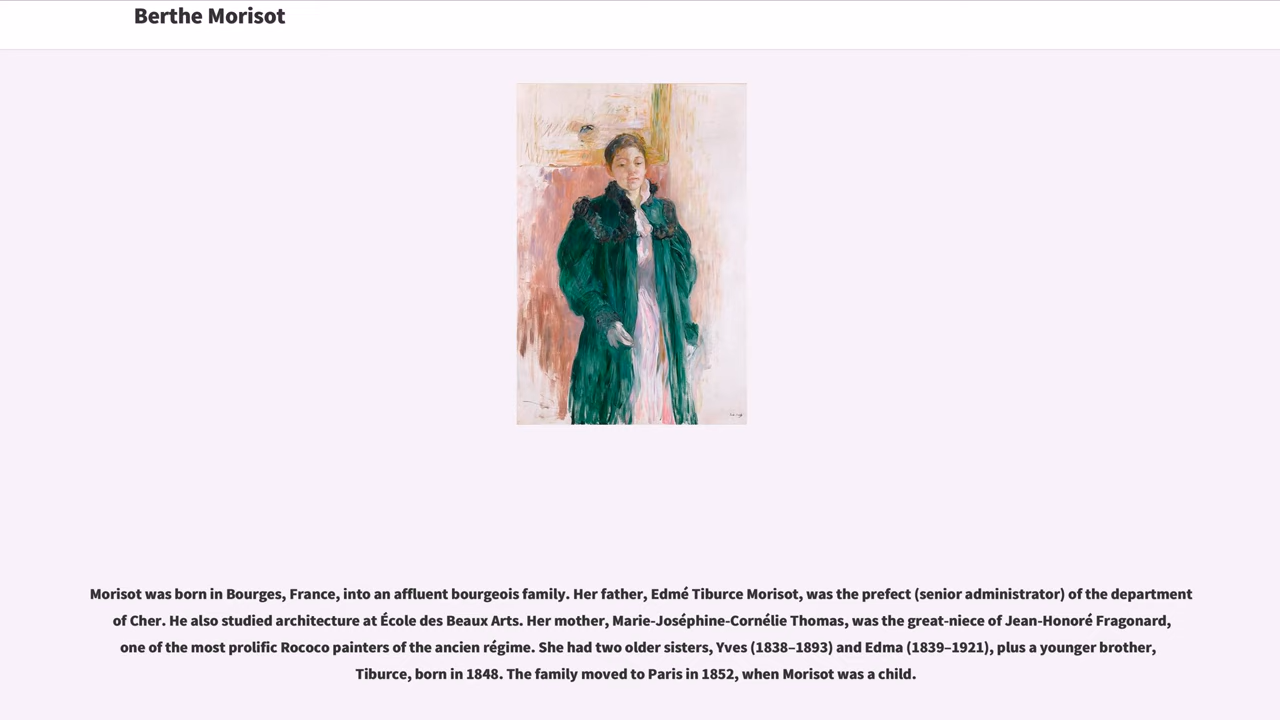 Berthe Morisot
Morisot was born in Bourges, France, into an affluent bourgeois family. Her father, Edmé Tiburce Morisot, was the prefect (senior administrator) of the department
of Cher. He also studied architecture at École des Beaux Arts. Her mother, Marie-Joséphine-Cornélie Thomas, was the great-niece of Jean-Honoré Fragonard,
one of the most prolific Rococo painters of the ancien régime. She had two older sisters, Yves (1838–1893) and Edma (1839–1921), plus a younger brother,
Tiburce, born in 1848. The family moved to Paris in 1852, when Morisot was a child.